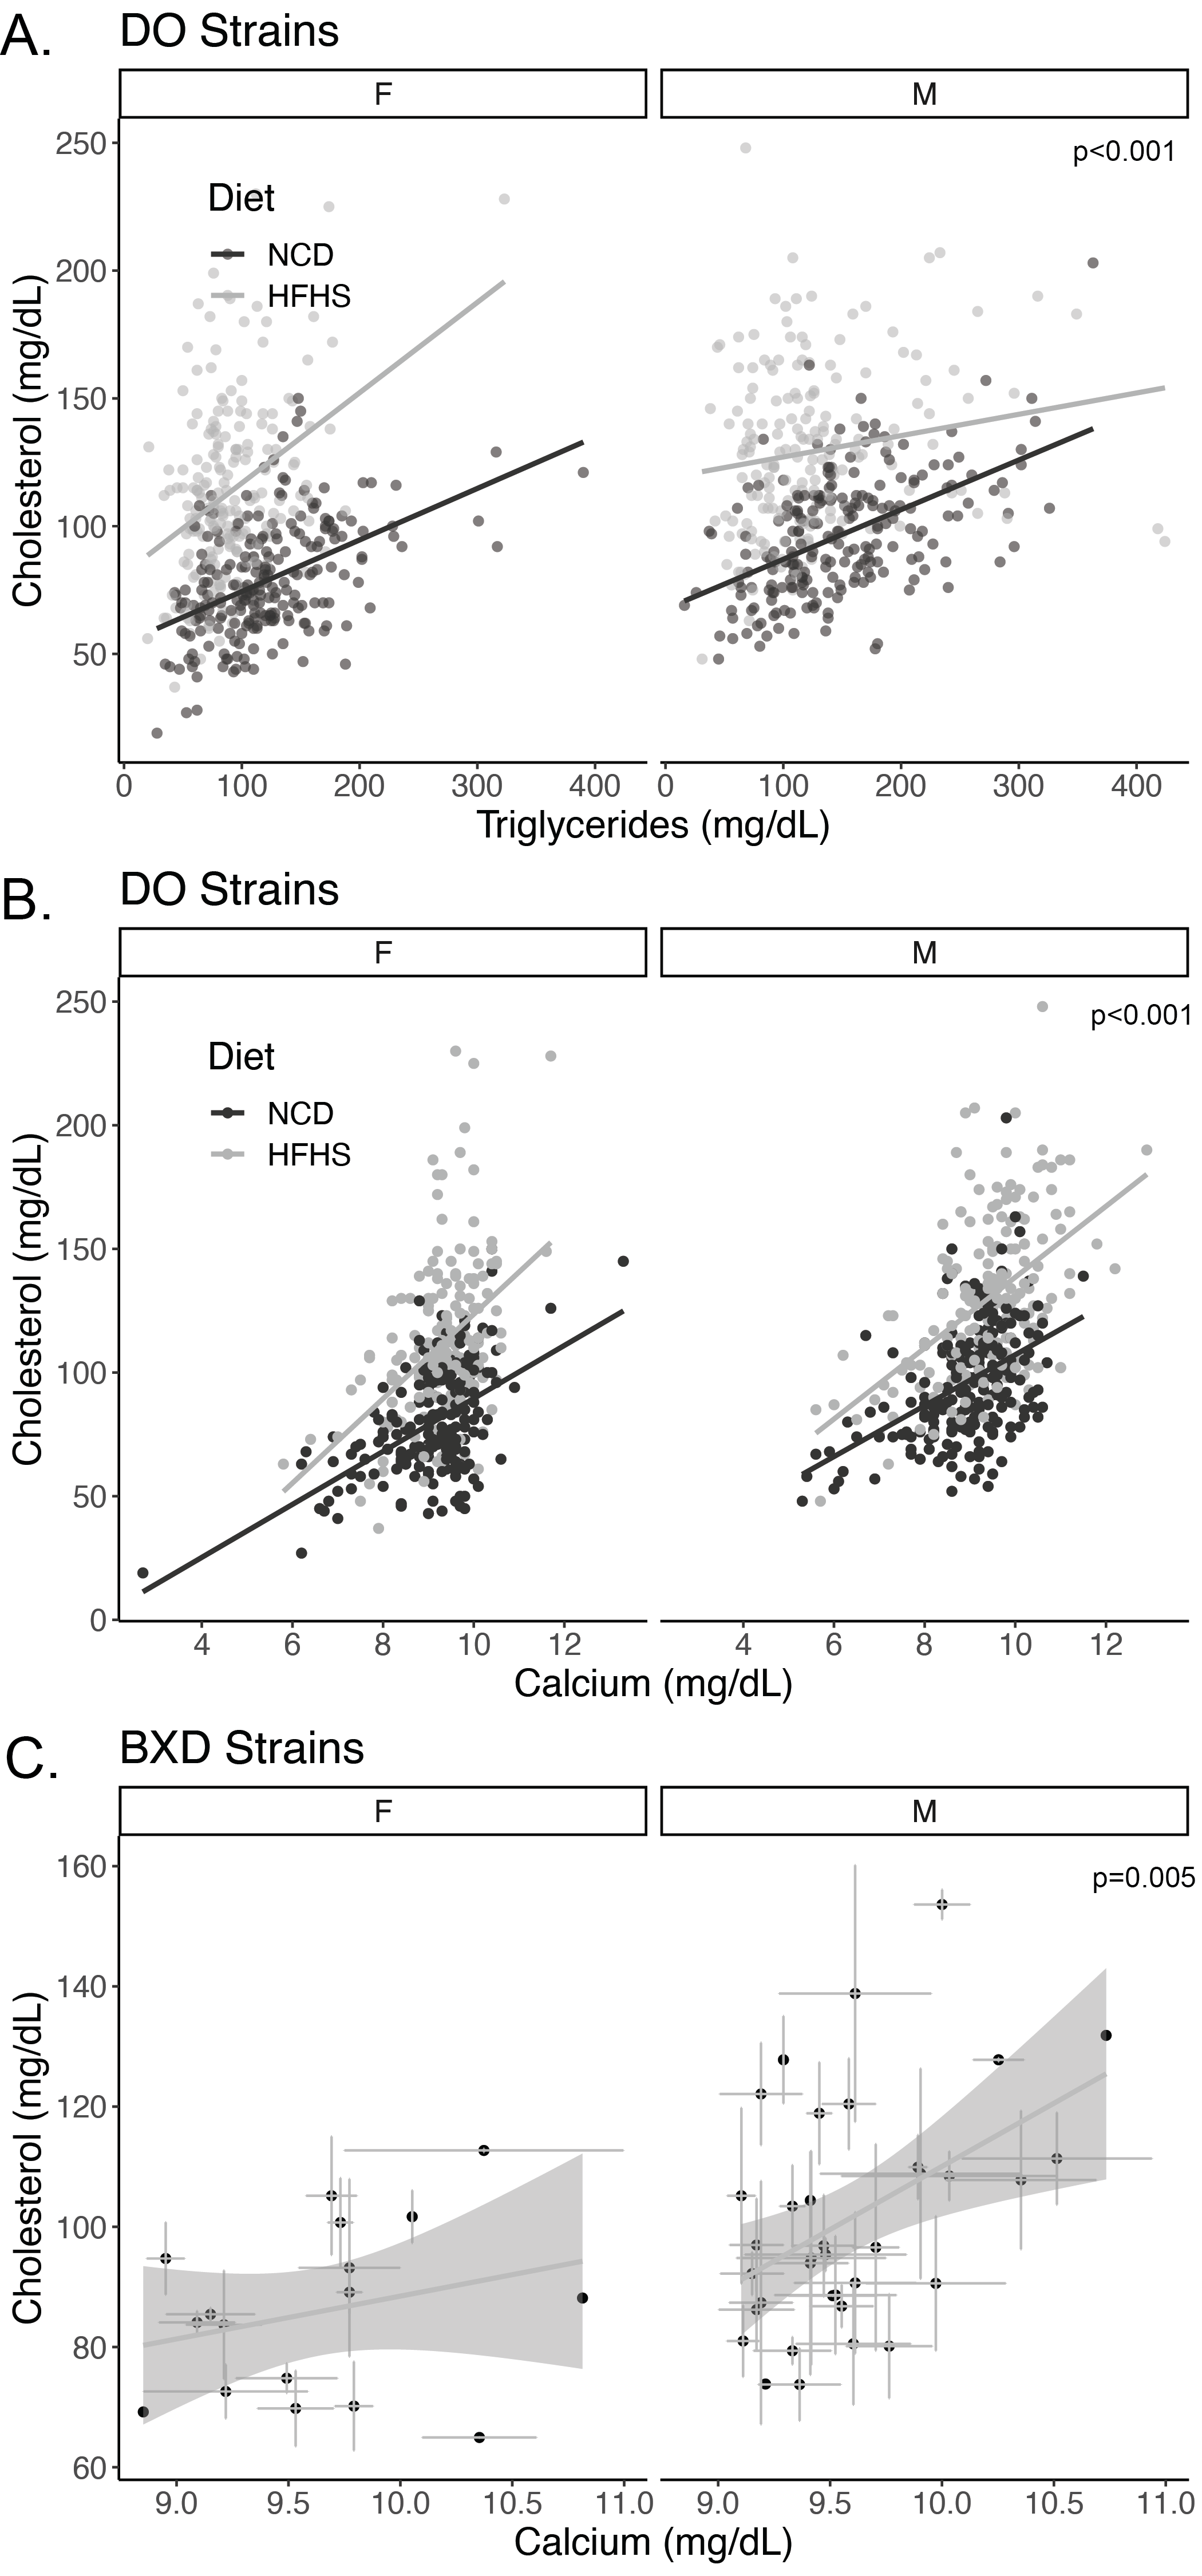 A. DO Strains
F M
p<0.001
250
200
150
100
50
Cholesterol (mg/dL)
Diet
NCD
HFHS
0 100 200 300 400 0 100 200 300 400
Triglycerides (mg/dL)
B. DO Strains
F M
p<0.001
250
200
150
100
50
0
Cholesterol (mg/dL)
Diet
NCD
HFHS
4 6 8 10 12 4 6 8 10 12
Calcium (mg/dL)
C. BXD Strains
F M
p=0.005
160
140
120
100
80
60
Cholesterol (mg/dL)
9.0 9.5 10.0 10.5 11.0 9.0 9.5 10.0 10.5 11.0
Calcium (mg/dL)